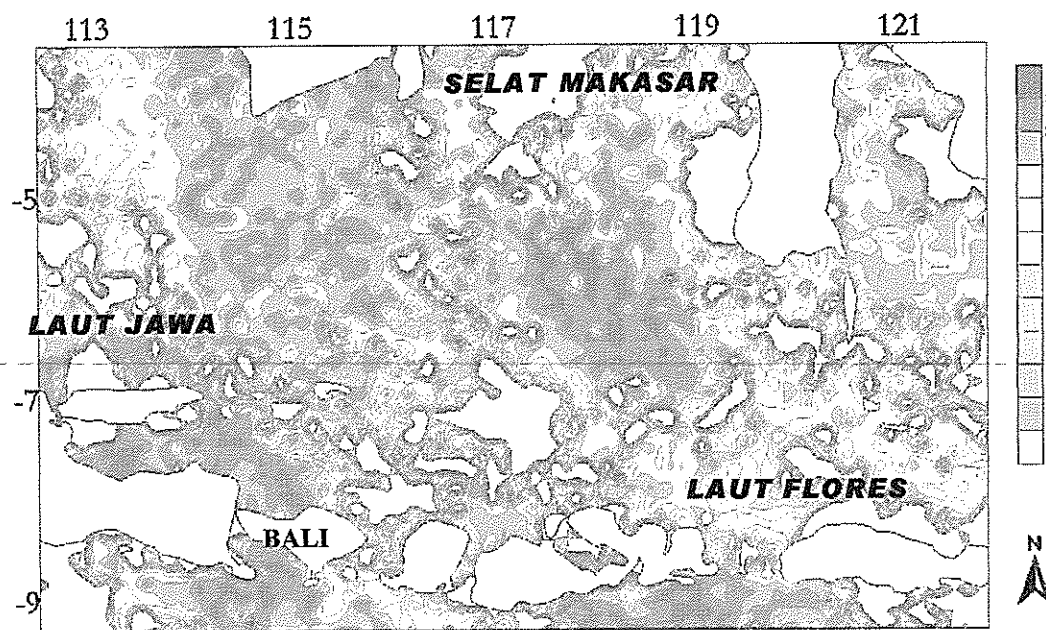 113 115 117 119 121
SELAT MAKASAR
-5
LAUT JAWA
-7
LAUT FLORES
BALI
N
-9